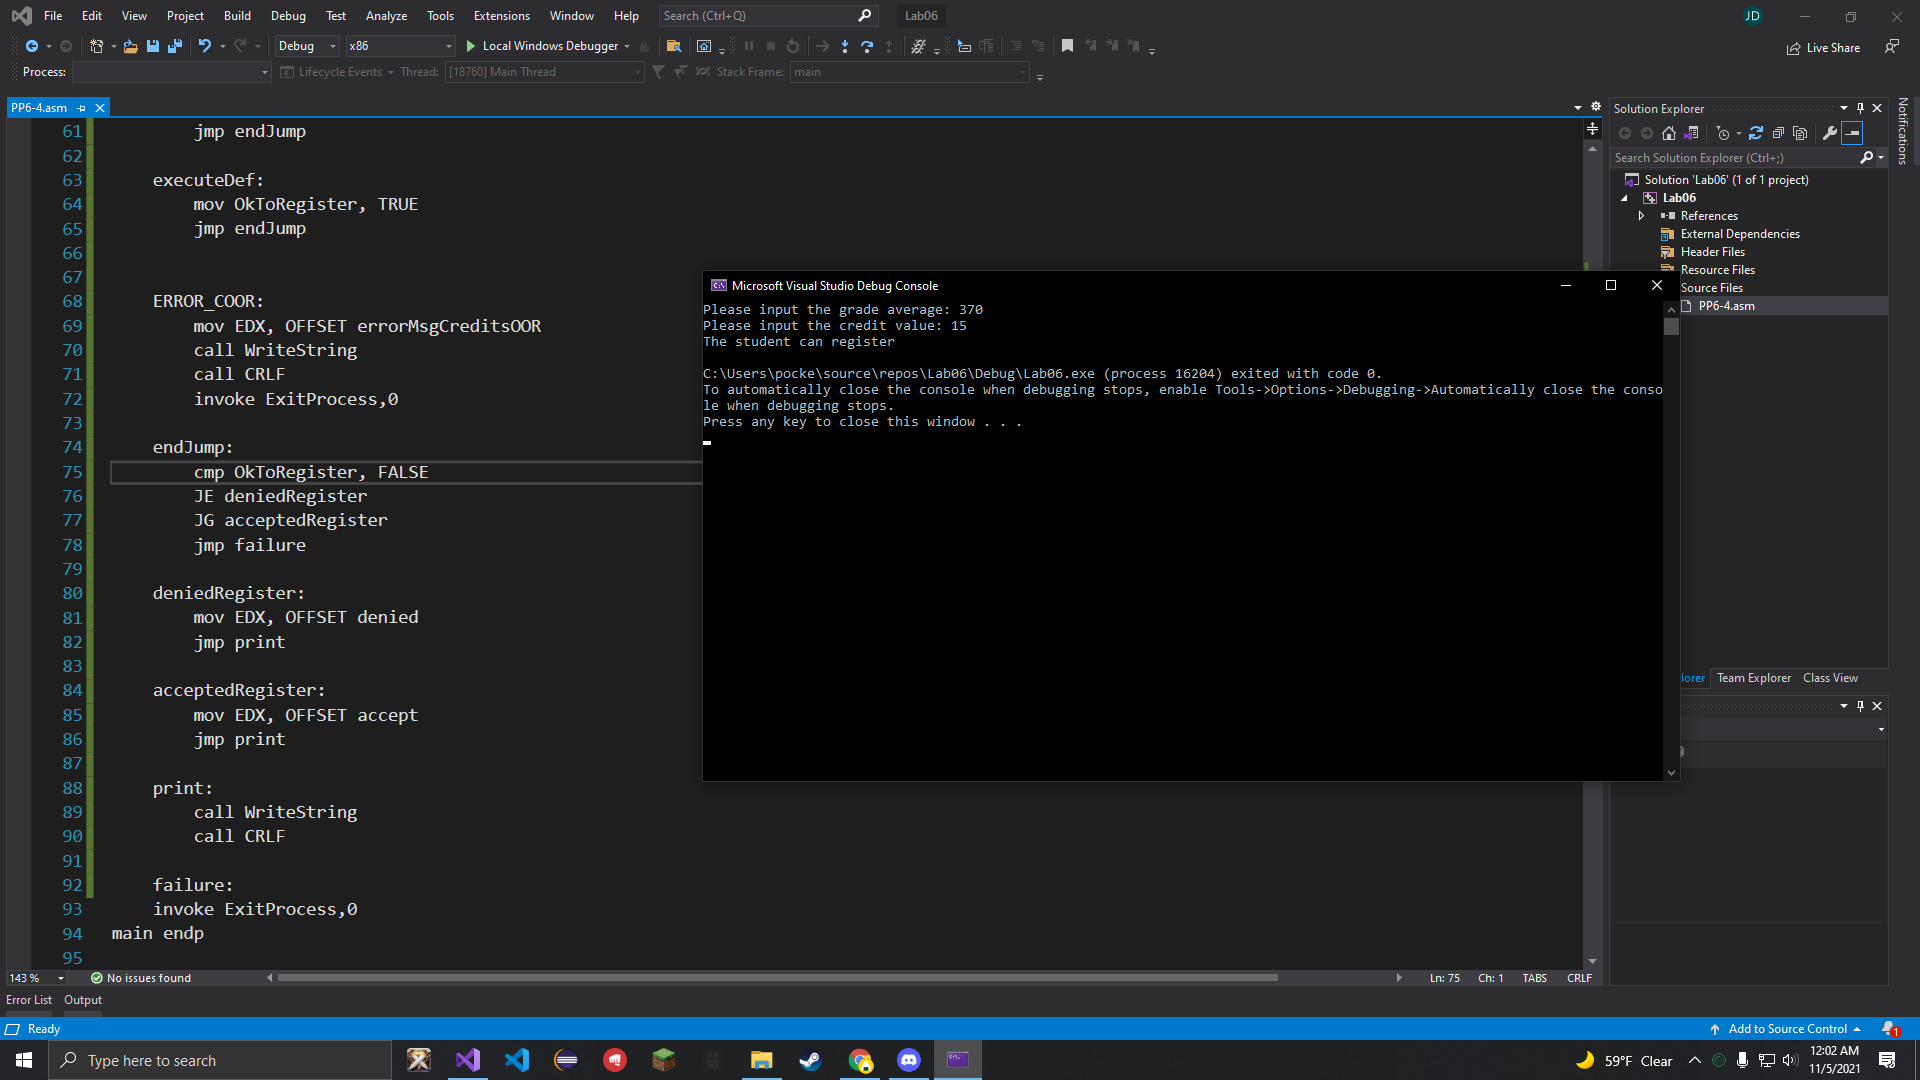 File Edit View Project Build Debug Test Analyze Tools Extensions Window Help Search (Ctrl+Q) Lab06 JD
Debug x86 Local Windows Debugger Live Share
Process: Lifecycle Events Thread: [18760] Main Thread Stack Frame: main
PP6-4.asm
61 jmp endJump
62
63 executeDef:
64 mov OkToRegister, TRUE
65 jmp endJump
66
67
68 ERROR_COOR:
69 mov EDX, OFFSET errorMsgCreditsOOR
70 call WriteString
71 call CRLF
72 invoke ExitProcess,0
73
74 endJump:
75 cmp OkToRegister, FALSE
76 JE deniedRegister
77 JG acceptedRegister
78 jmp failure
79
80 deniedRegister:
81 mov EDX, OFFSET denied
82 jmp print
83
84 acceptedRegister:
85 mov EDX, OFFSET accept
86 jmp print
87
88 print:
89 call WriteString
90 call CRLF
91
92 failure:
93 invoke ExitProcess,0
94 main endp
95
143 % No issues found Ln: 75 Ch: 1 TABS CRLF
Microsoft Visual Studio Debug Console
Please input the grade average: 370
Please input the credit value: 15
The student can register
C:\Users\pocke\source\repos\Lab06\Debug\Lab06.exe (process 16204) exited with code 0.
To automatically close the console when debugging stops, enable Tools->Options->Debugging->Automatically close the conso
le when debugging stops.
Press any key to close this window . . .
Solution Explorer
Search Solution Explorer (Ctrl+;)
Solution 'Lab06' (1 of 1 project)
Lab06
References
External Dependencies
Header Files
Resource Files
Source Files
PP6-4.asm
lorer Team Explorer Class View
Notifications
Error List Output
Ready Add to Source Control 1
Type here to search 59°F Clear 12:02 AM
11/5/2021